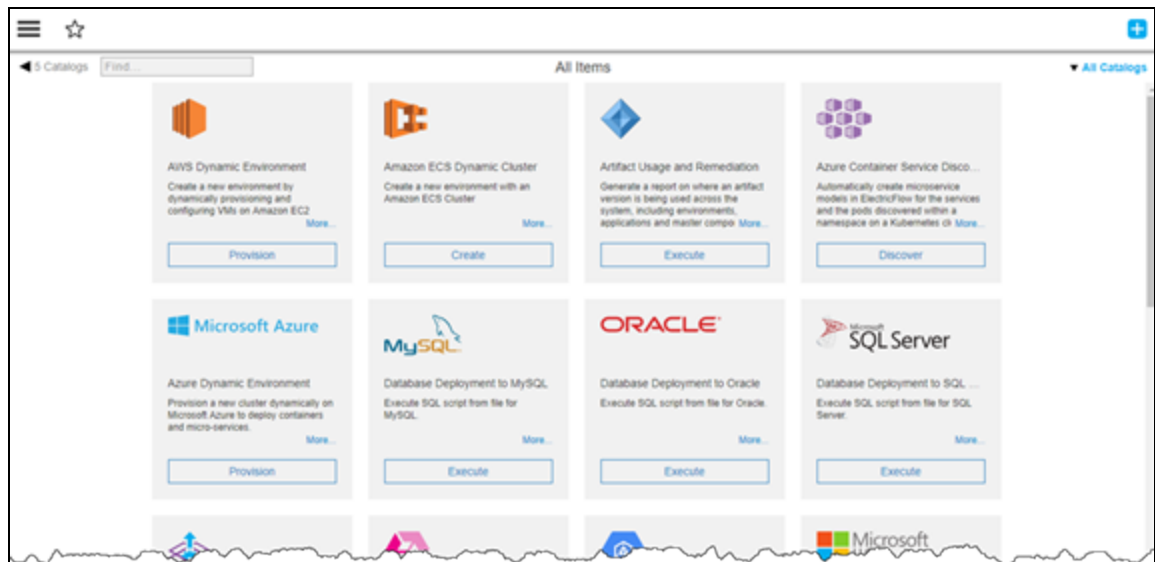 5 Catalogs
Find...
All Items
All Catalogs
AWS Dynamic Environment
Create a new environment by
dynamically provisioning and
configuring VMs on Amazon EC2
More...
Provision
Amazon ECS Dynamic Cluster
Create a new environment with an
Amazon ECS Cluster
More...
Create
Artifact Usage and Remediation
Generate a report on where an artifact
version is being used across the
system, including environments,
applications and master compo More...
Execute
Azure Container Service Disco...
Automatically create microservice
models in ElectricFlow for the services
and the pods discovered within a
namespace on a Kubernetes cl More...
Discover
Microsoft Azure
Azure Dynamic Environment
Provision a new cluster dynamically on
Microsoft Azure to deploy containers
and micro-services.
More...
Provision
MySQL
Database Deployment to MySQL
Execute SQL script from file for
MySQL.
More...
Execute
ORACLE
Database Deployment to Oracle
Execute SQL script from file for Oracle.
More...
Execute
Microsoft
SQL Server
Database Deployment to SQL ...
Execute SQL script from file for SQL
Server.
More...
Execute
Microsoft